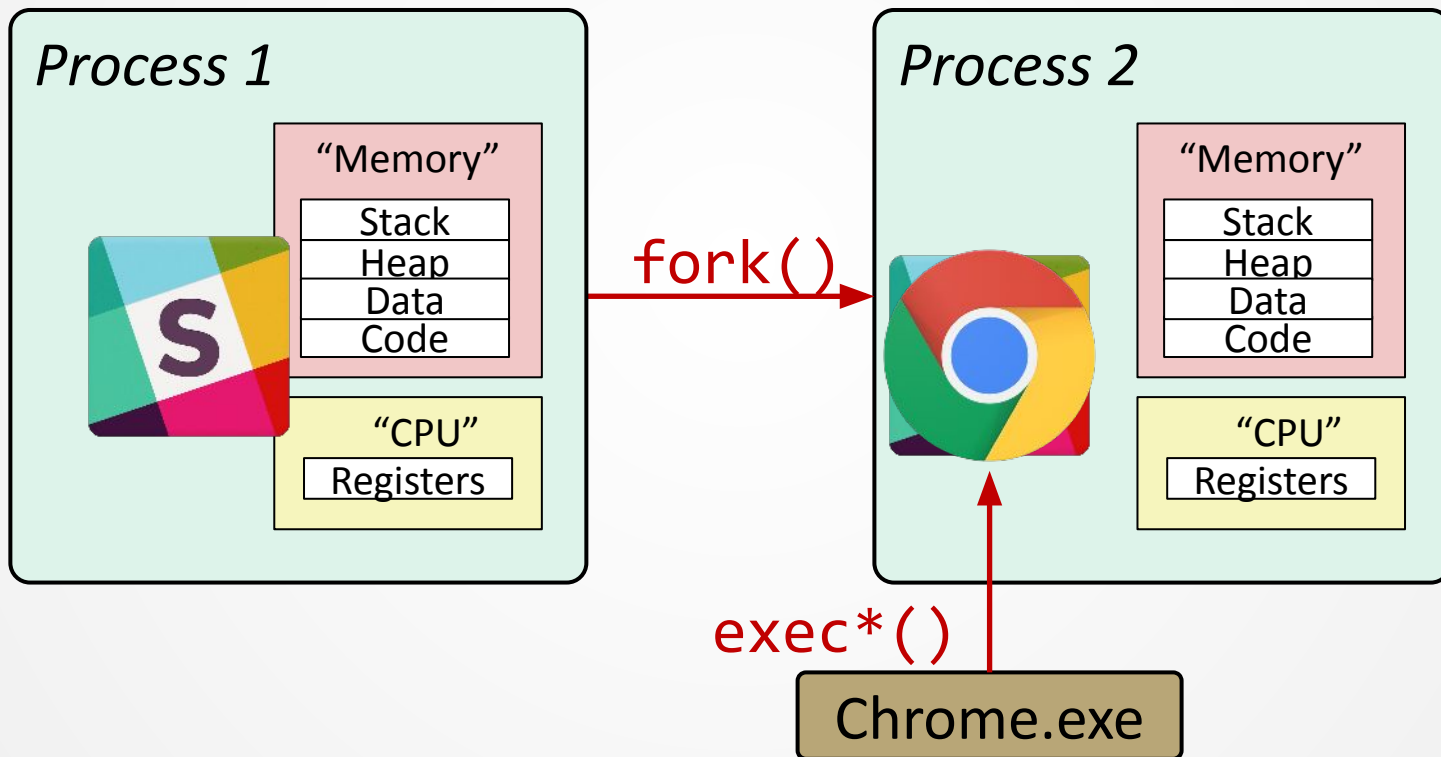 Process 1
“Memory”
Stack
Heap
Data
Code
S
“CPU”
Registers
fork()
Process 2
“Memory”
Stack
Heap
Data
Code
“CPU”
Registers
exec*()
Chrome.exe